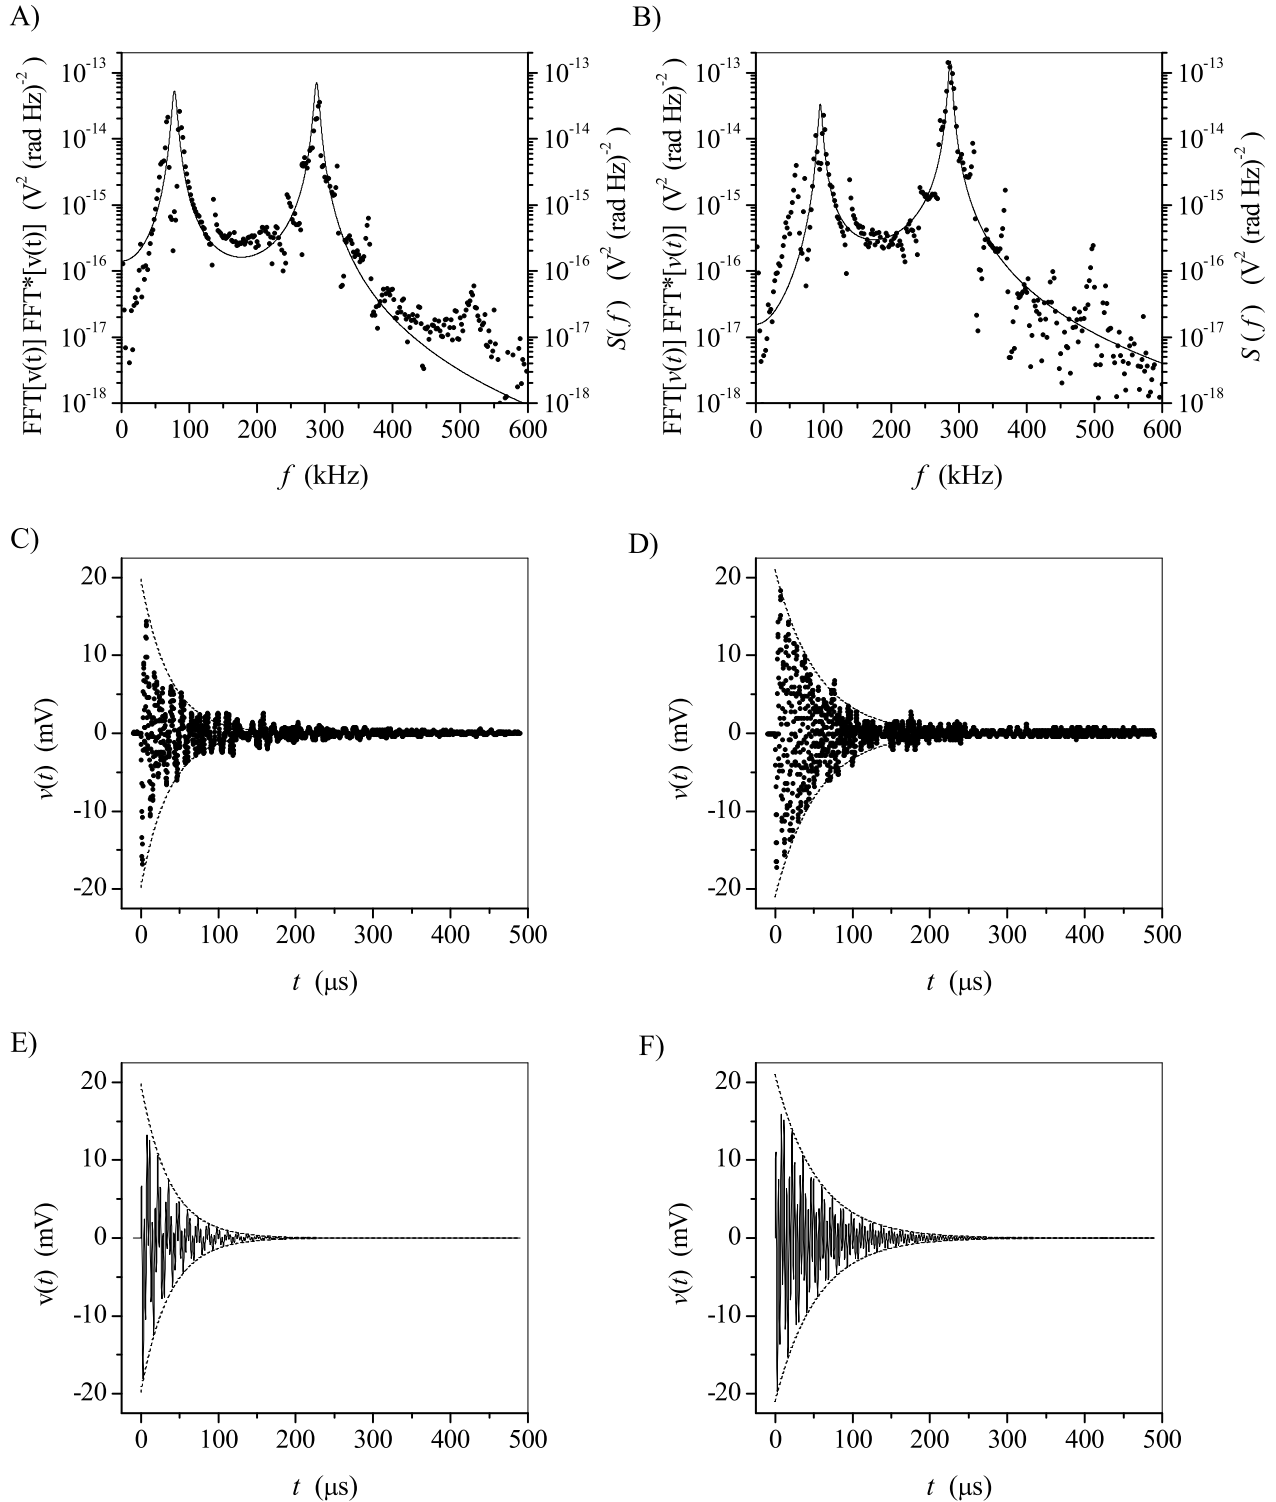 A)
B)
FFT[v(t)] FFT*[v(t)] (V² (rad Hz)⁻²)
10⁻¹³
10⁻¹⁴
10⁻¹⁵
10⁻¹⁶
10⁻¹⁷
10⁻¹⁸
0 100 200 300 400 500 600
f (kHz)
10⁻¹³
10⁻¹⁴
10⁻¹⁵
10⁻¹⁶
10⁻¹⁷
10⁻¹⁸
S(f) (V² (rad Hz)⁻² )
FFT[v(t)] FFT*[v(t)] (V² (rad Hz)⁻² )
10⁻¹³
10⁻¹⁴
10⁻¹⁵
10⁻¹⁶
10⁻¹⁷
10⁻¹⁸
0 100 200 300 400 500 600
f (kHz)
10⁻¹³
10⁻¹⁴
10⁻¹⁵
10⁻¹⁶
10⁻¹⁷
10⁻¹⁸
S (f) (V² (rad Hz)⁻² )
C)
v(t) (mV)
20
10
0
-10
-20
0 100 200 300 400 500
t (μs)
D)
v(t) (mV)
20
10
0
-10
-20
0 100 200 300 400 500
t (μs)
E)
v(t) (mV)
20
10
0
-10
-20
0 100 200 300 400 500
t (μs)
F)
v(t) (mV)
20
10
0
-10
-20
0 100 200 300 400 500
t (μs)